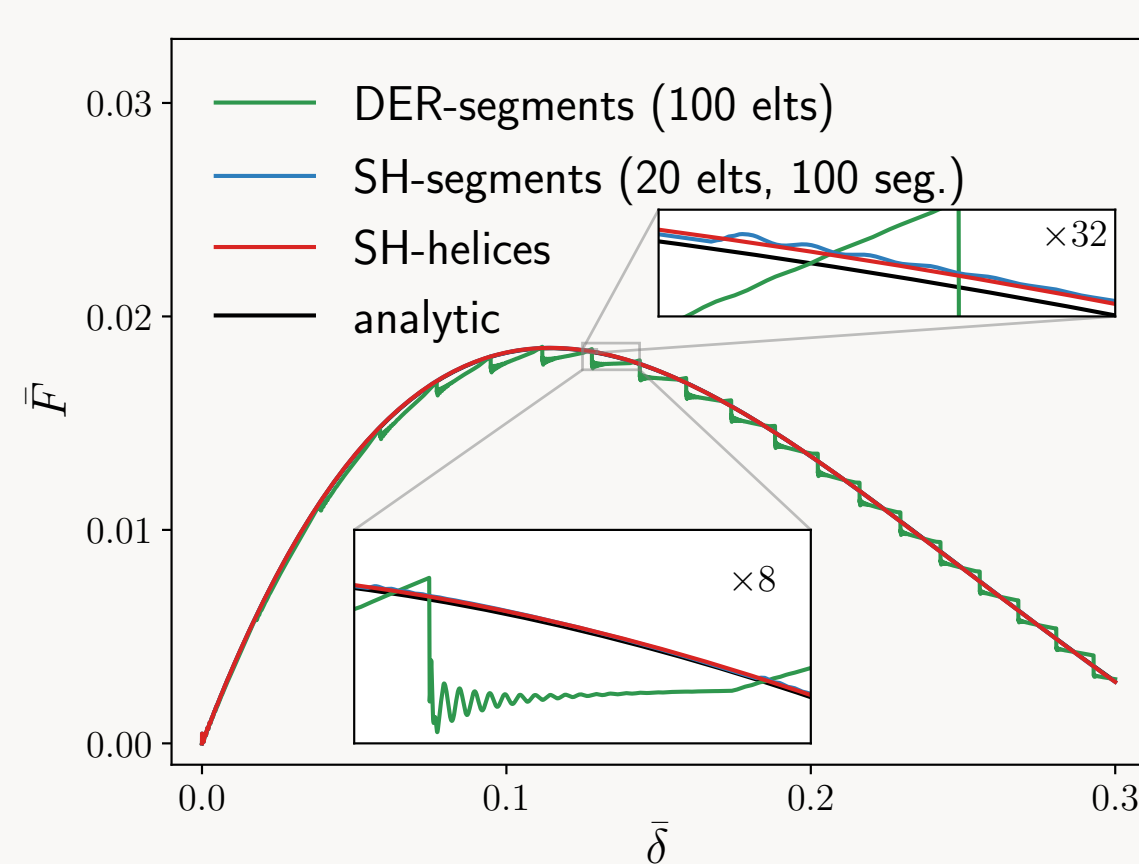 0.03
DER-segments (100 elts)
SH-segments (20 elts, 100 seg.)
SH-helices
×32
0.02
analytic
F̄
×8
0.01
0.00
0.0 0.1 0.2 0.3
δ̄